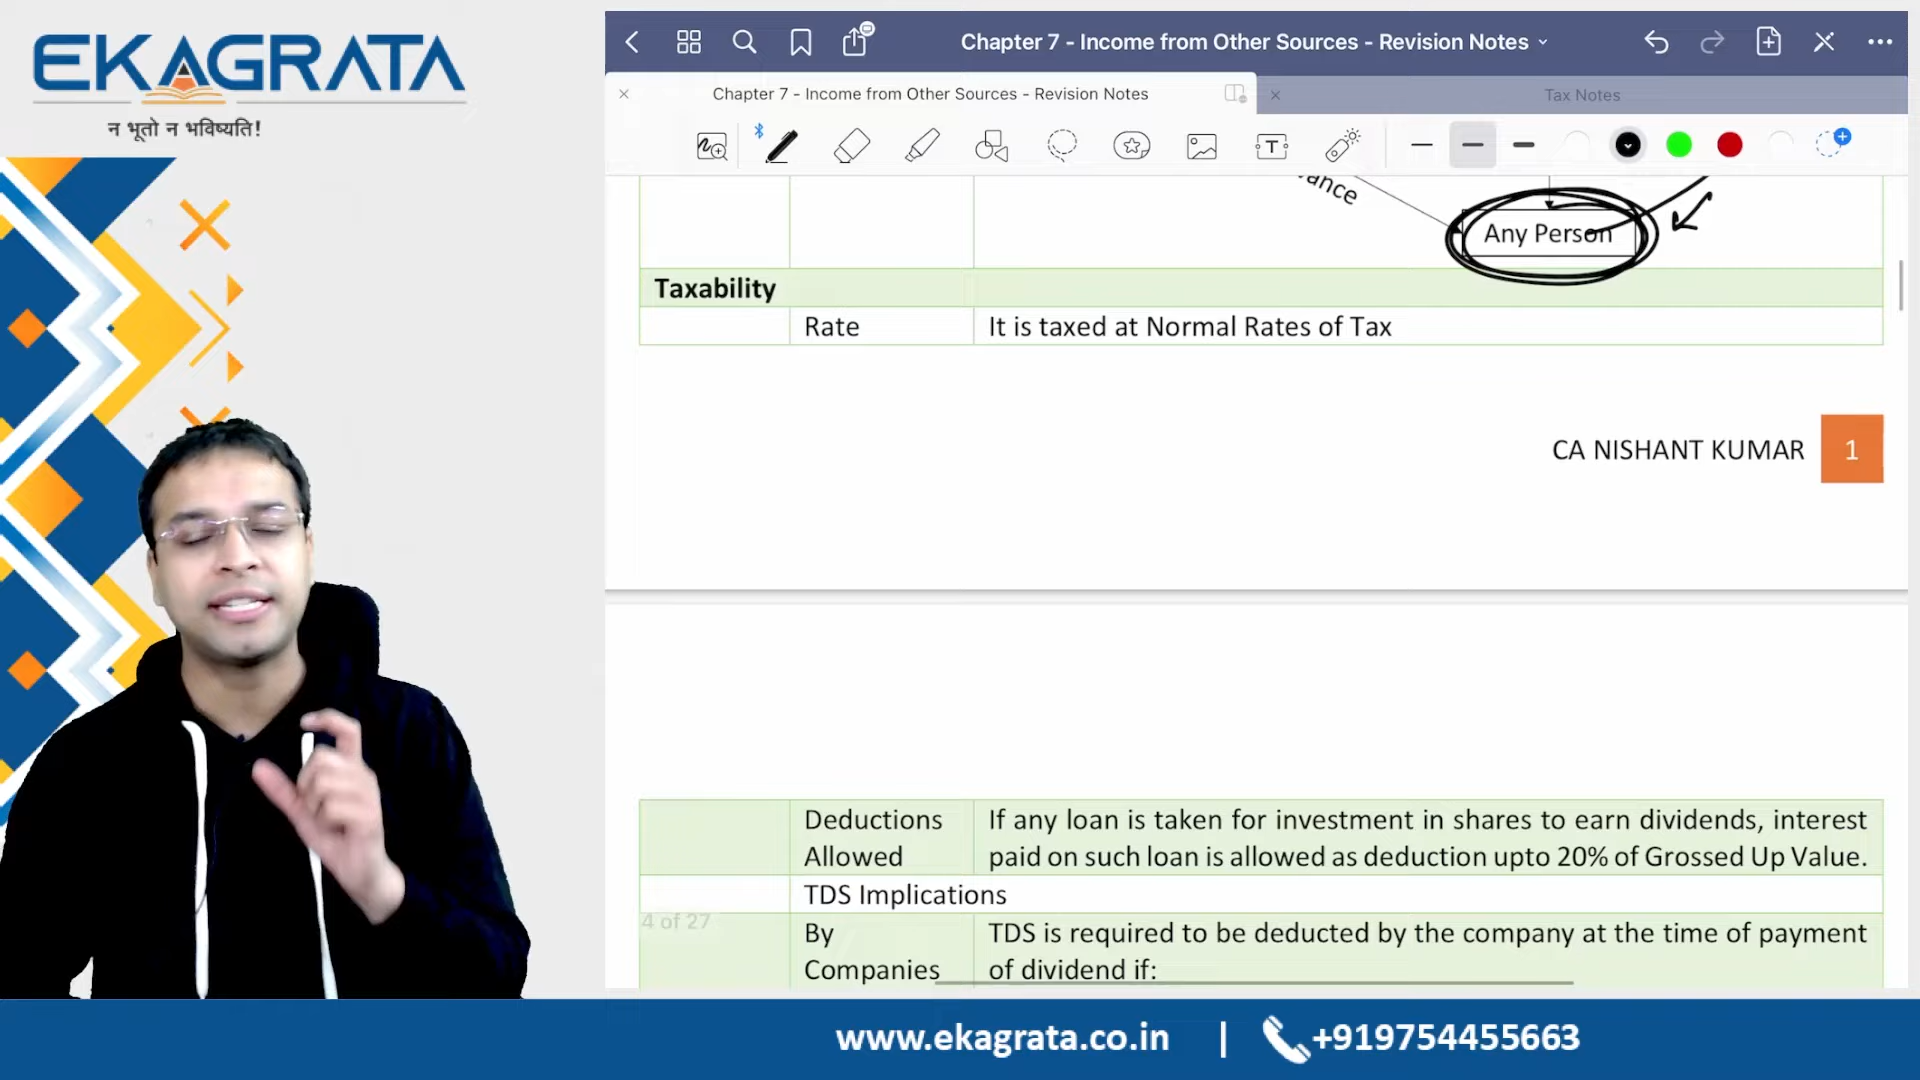 EKAGRATA
न भूतो न भविष्यति!
Chapter 7 - Income from Other Sources - Revision Notes
Chapter 7 - Income from Other Sources - Revision Notes
Tax Notes
T
Any Person
Taxability
Rate
It is taxed at Normal Rates of Tax
CA NISHANT KUMAR
1
Deductions
Allowed
If any loan is taken for investment in shares to earn dividends, interest
paid on such loan is allowed as deduction upto 20% of Grossed Up Value.
TDS Implications
4 of 27
By
Companies
TDS is required to be deducted by the company at the time of payment
of dividend if:
www.ekagrata.co.in | +919754455663